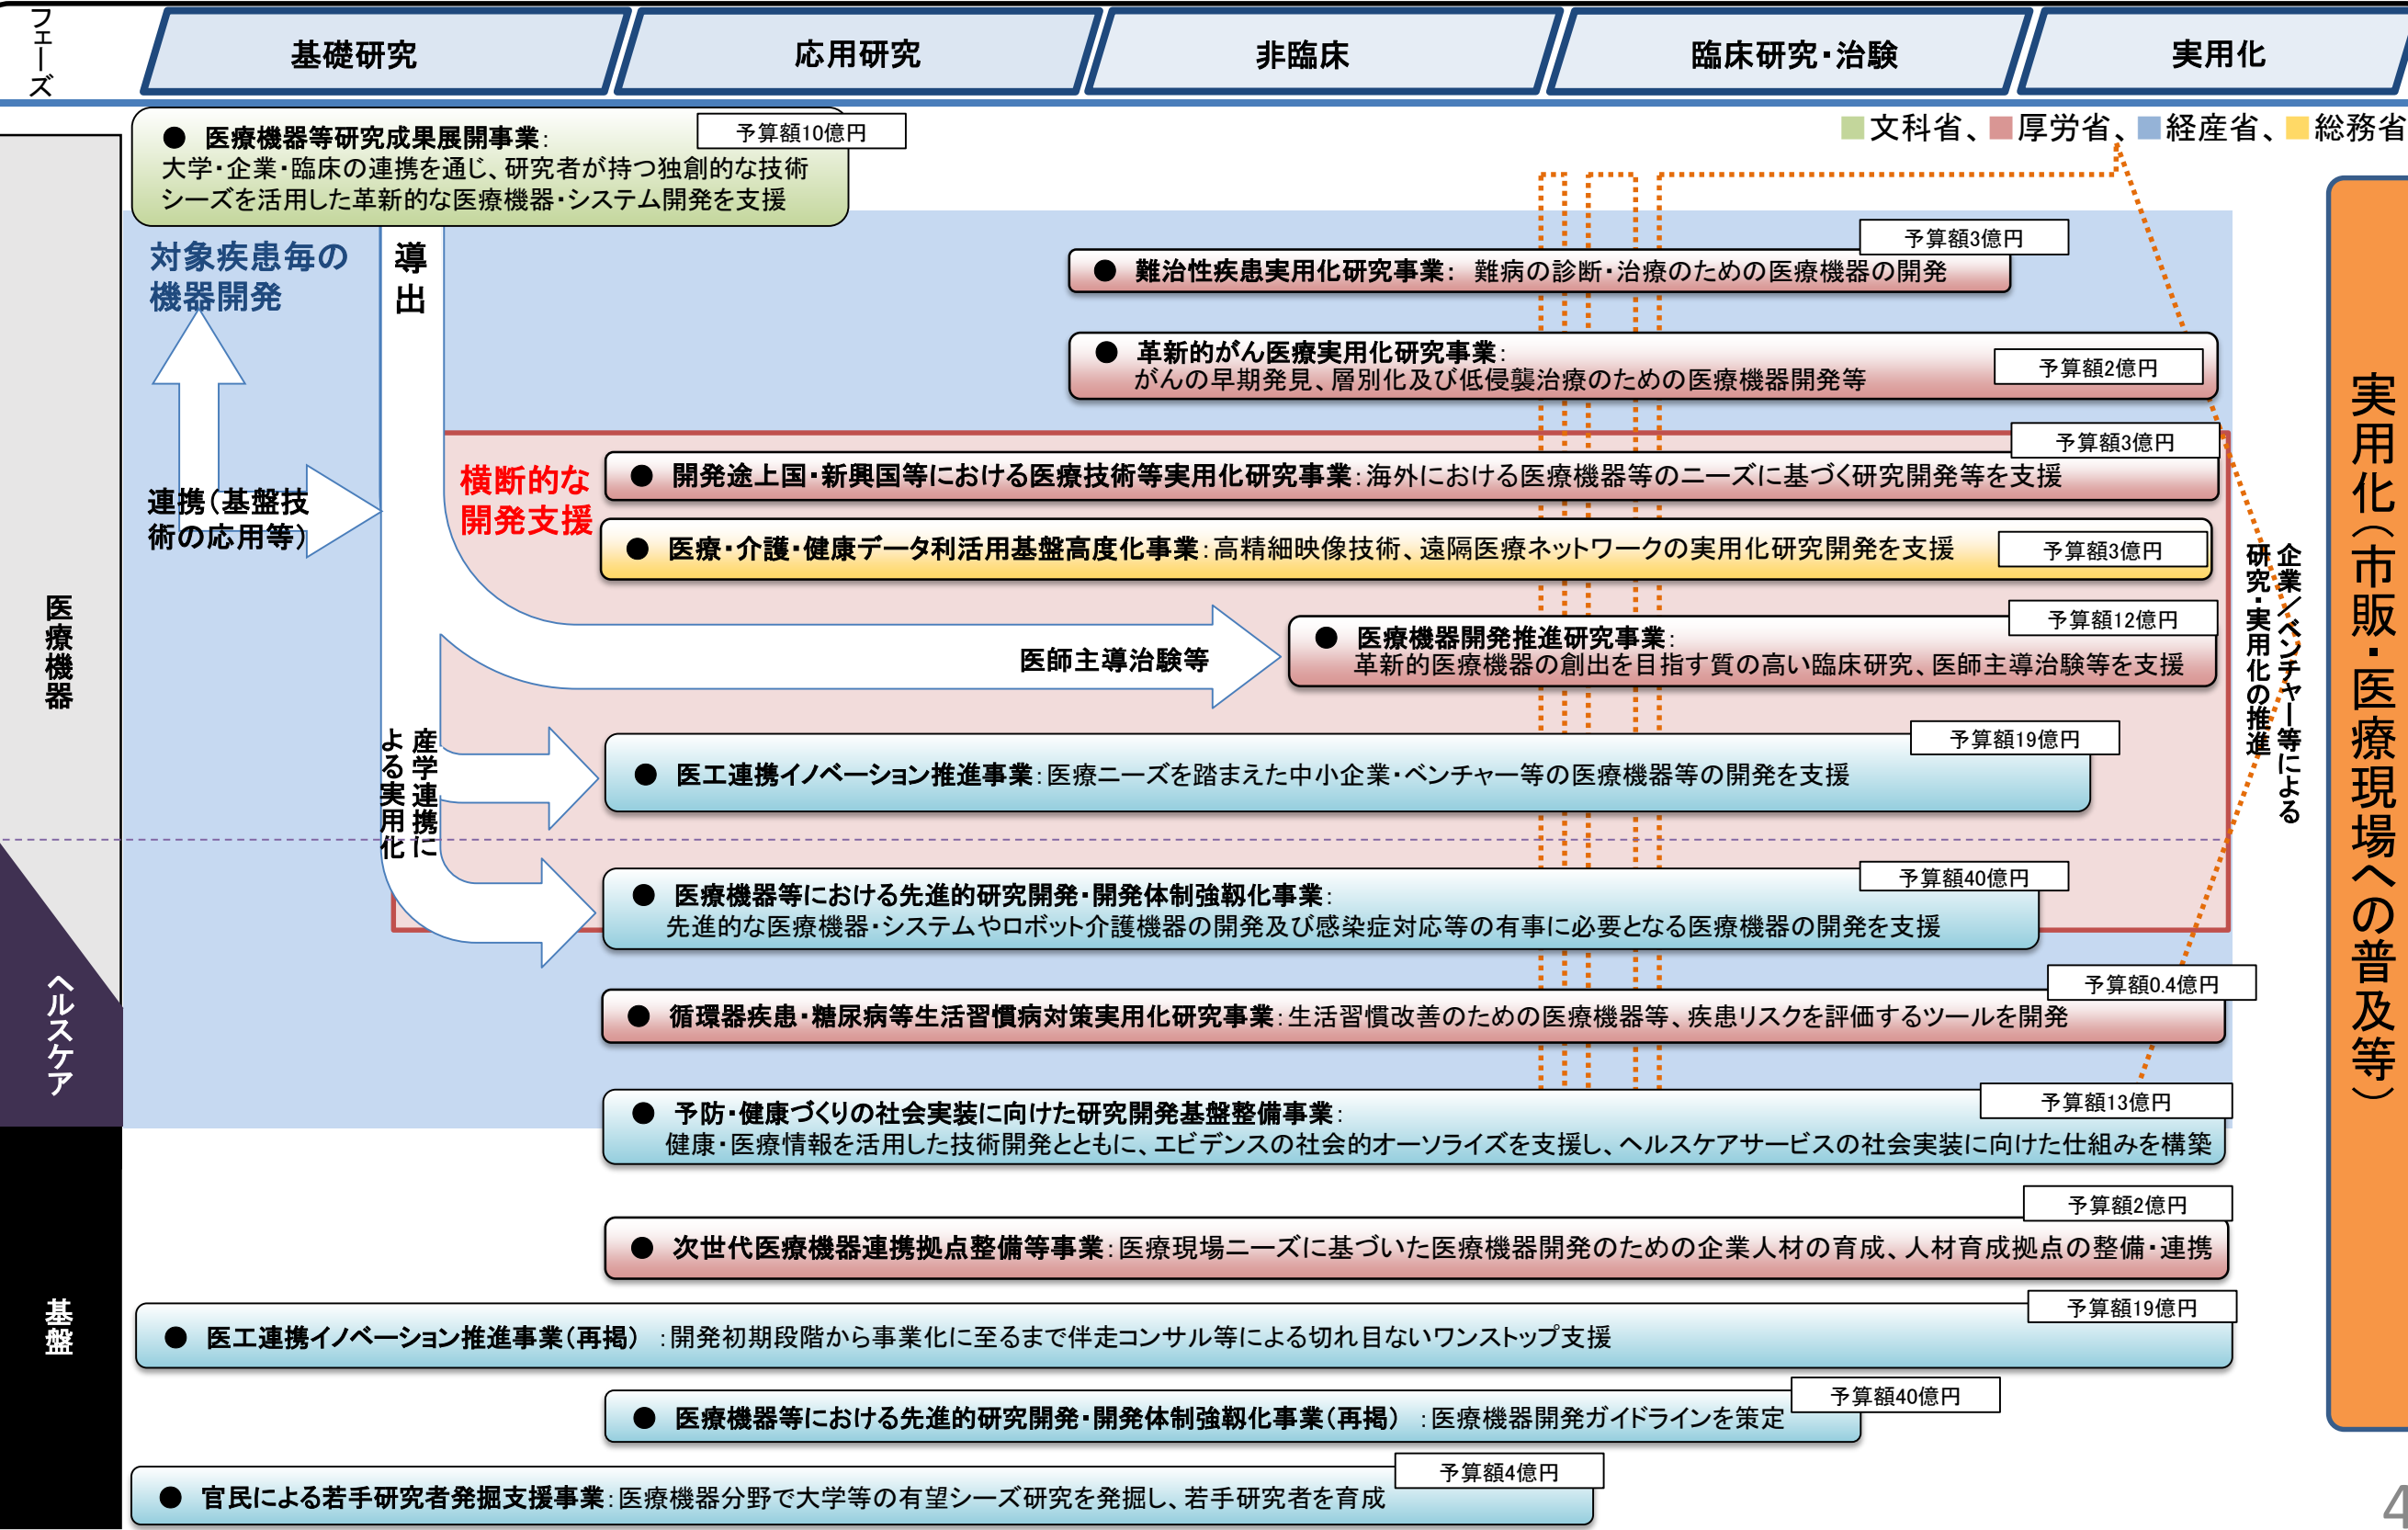 フェーズ
基礎研究
応用研究
非臨床
臨床研究・治験
実用化
■文科省、■厚労省、■経産省、■総務省
● 医療機器等研究成果展開事業：
予算額10億円
大学・企業・臨床の連携を通じ、研究者が持つ独創的な技術
シーズを活用した革新的な医療機器・システム開発を支援
対象疾患毎の
機器開発
導出
予算額3億円
● 難治性疾患実用化研究事業： 難病の診断・治療のための医療機器の開発
● 革新的がん医療実用化研究事業：
がんの早期発見、層別化及び低侵襲治療のための医療機器開発等
予算額2億円
連携（基盤技
術の応用等）
横断的な
開発支援
予算額3億円
● 開発途上国・新興国等における医療技術等実用化研究事業：海外における医療機器等のニーズに基づく研究開発等を支援
● 医療・介護・健康データ利活用基盤高度化事業：高精細映像技術、遠隔医療ネットワークの実用化研究開発を支援
予算額3億円
医師主導治験等
予算額12億円
● 医療機器開発推進研究事業：
革新的医療機器の創出を目指す質の高い臨床研究、医師主導治験等を支援
企業／ベンチャー等による
研究・実用化の推進
実用化（市販・医療現場への普及等）
医療機器
産学連携に
よる実用化
予算額19億円
● 医工連携イノベーション推進事業：医療ニーズを踏まえた中小企業・ベンチャー等の医療機器等の開発を支援
予算額40億円
● 医療機器等における先進的研究開発・開発体制強靱化事業：
先進的な医療機器・システムやロボット介護機器の開発及び感染症対応等の有事に必要となる医療機器の開発を支援
ヘルスケア
予算額0.4億円
● 循環器疾患・糖尿病等生活習慣病対策実用化研究事業：生活習慣改善のための医療機器等、疾患リスクを評価するツールを開発
予算額13億円
● 予防・健康づくりの社会実装に向けた研究開発基盤整備事業：
健康・医療情報を活用した技術開発とともに、エビデンスの社会的オーソライズを支援し、ヘルスケアサービスの社会実装に向けた仕組みを構築
基盤
予算額2億円
● 次世代医療機器連携拠点整備等事業：医療現場ニーズに基づいた医療機器開発のための企業人材の育成、人材育成拠点の整備・連携
予算額19億円
● 医工連携イノベーション推進事業（再掲） ：開発初期段階から事業化に至るまで伴走コンサル等による切れ目ないワンストップ支援
予算額40億円
● 医療機器等における先進的研究開発・開発体制強靱化事業（再掲） ：医療機器開発ガイドラインを策定
予算額4億円
● 官民による若手研究者発掘支援事業：医療機器分野で大学等の有望シーズ研究を発掘し、若手研究者を育成
4